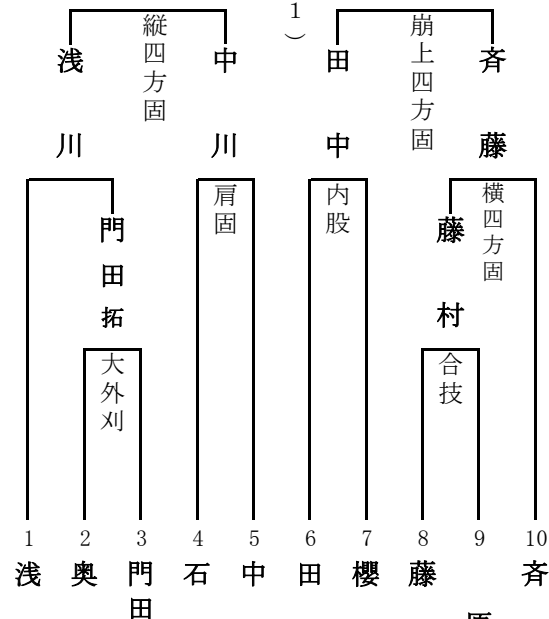 1）
縦四方固
崩上四方固
浅川
中川
田中
斉藤
肩固
内股
横四方固
門田拓
藤村
大外刈
合技
1 2 3 4 5 6 7 8 9 10
浅 奥 門田 石 中 田 櫻 藤 斉